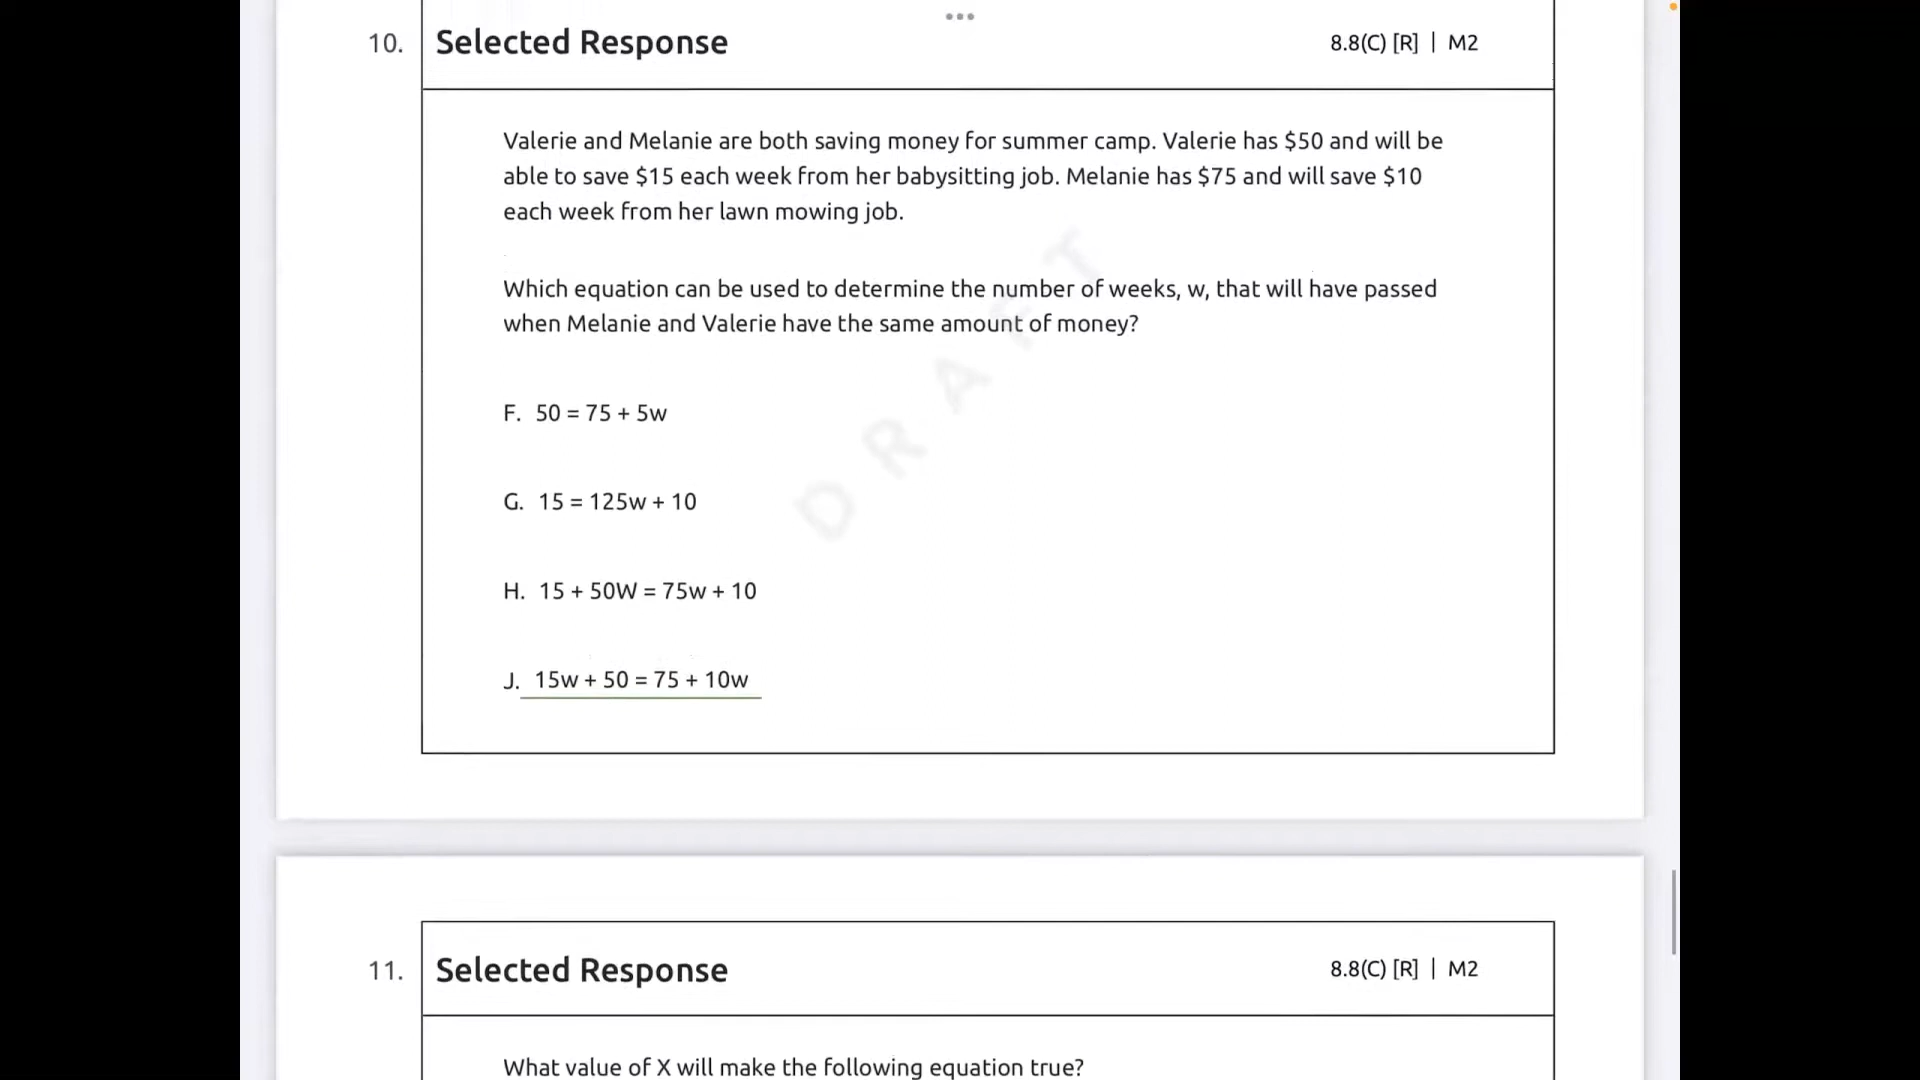 10. Selected Response 8.8(C) [R] | M2
Valerie and Melanie are both saving money for summer camp. Valerie has $50 and will be
able to save $15 each week from her babysitting job. Melanie has $75 and will save $10
each week from her lawn mowing job.
Which equation can be used to determine the number of weeks, w, that will have passed
when Melanie and Valerie have the same amount of money?
DRAFT
F. 50 = 75 + 5w
G. 15 = 125w + 10
H. 15 + 50W = 75w + 10
J. 15w + 50 = 75 + 10w
11. Selected Response 8.8(C) [R] | M2
What value of X will make the following equation true?